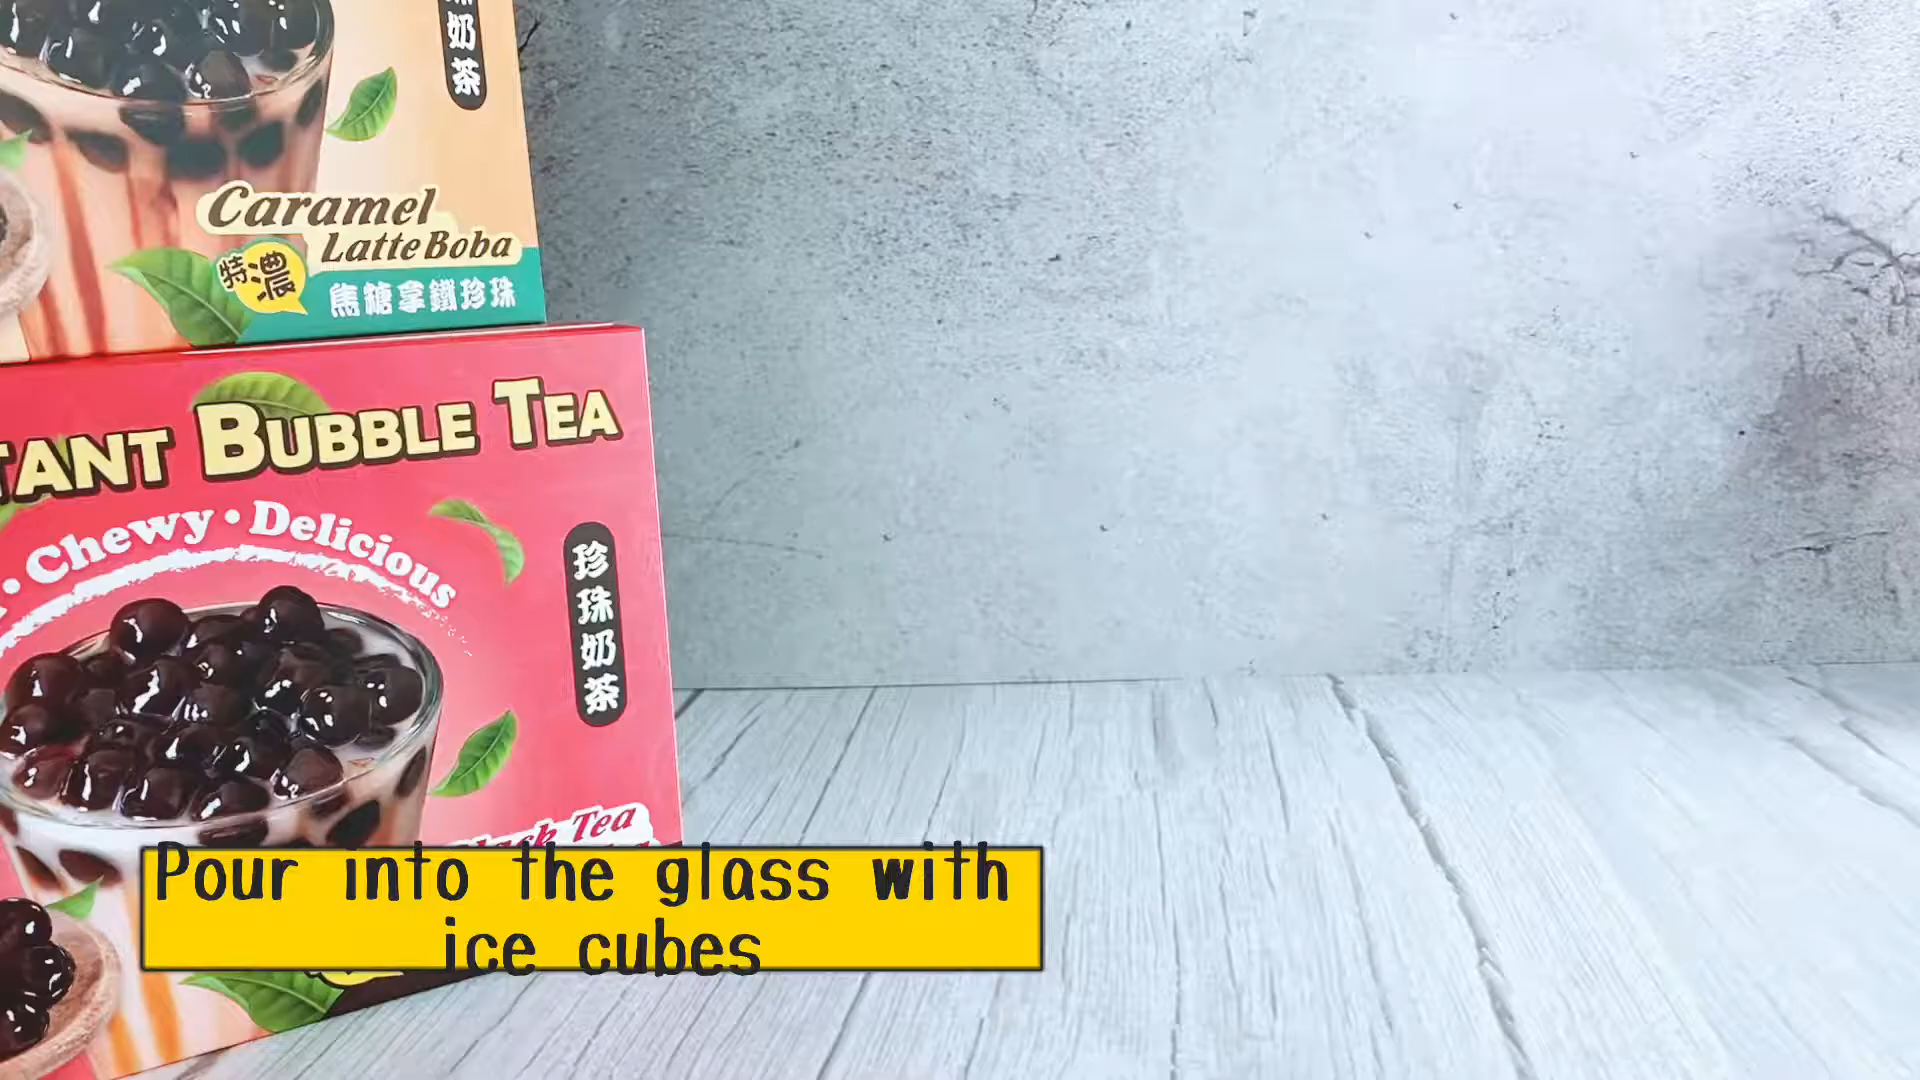 奶茶
Caramel
Latte Boba
特濃
焦糖拿鐵珍珠
TANT BUBBLE TEA
Chewy • Delicious
珍珠奶茶
Tea
Pour into the glass with
ice cubes